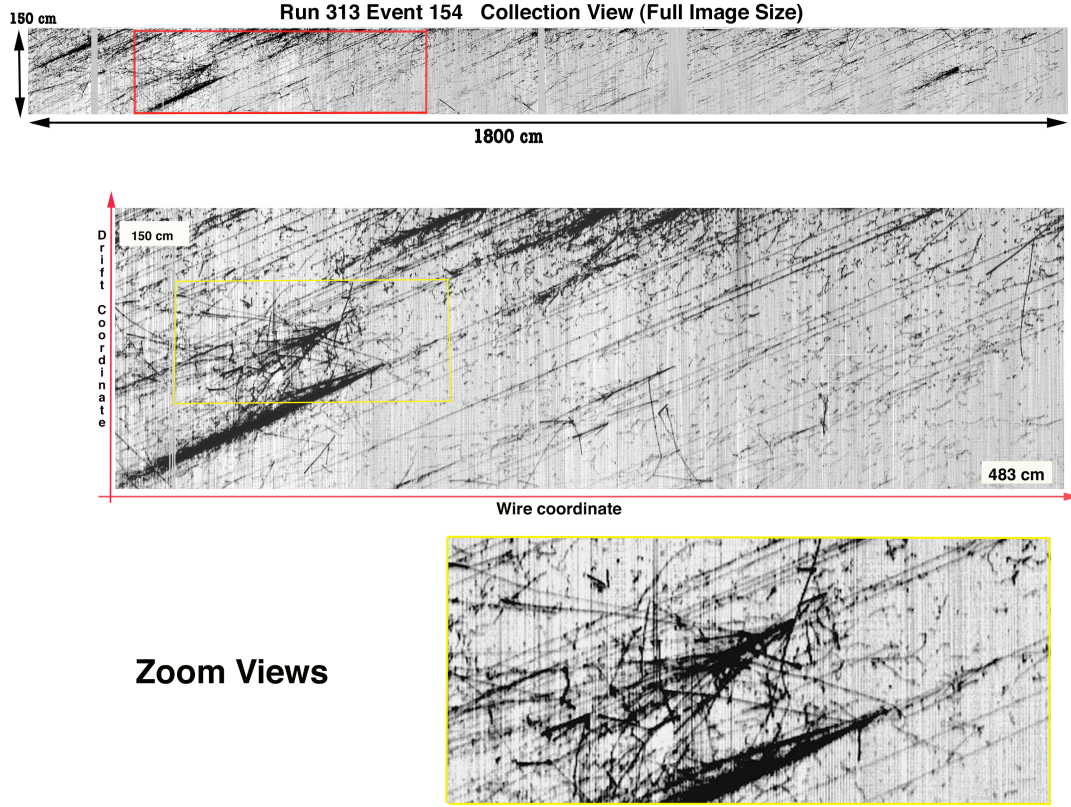 Run 313 Event 154 Collection View (Full Image Size)
150 cm
1800 cm
150 cm
Drift Coordinate
483 cm
Wire coordinate
Zoom Views